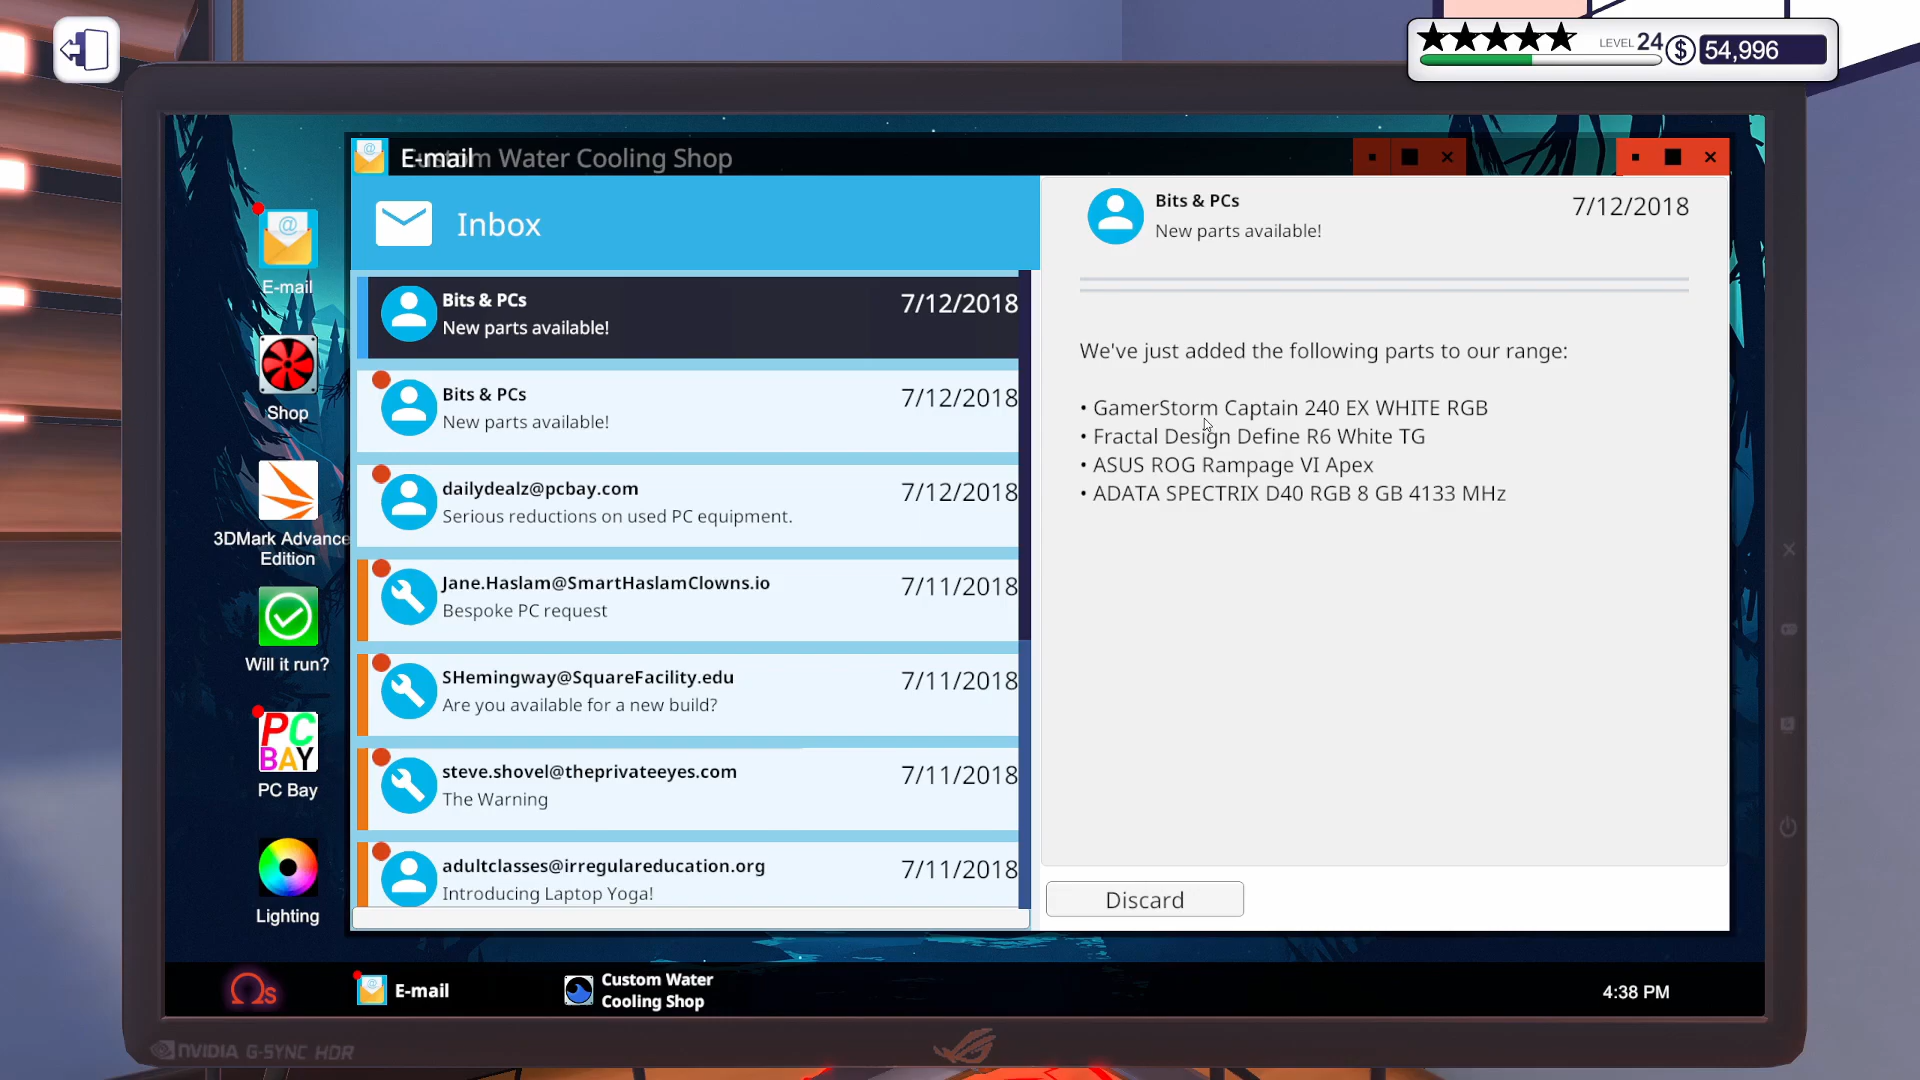 LEVEL 24
$ 54,996
E-mail
Custom Water Cooling Shop
Inbox
Bits & PCs
7/12/2018
New parts available!
Bits & PCs
7/12/2018
New parts available!
dailydealz@pcbay.com
7/12/2018
Serious reductions on used PC equipment.
Jane.Haslam@SmartHaslamClowns.io
7/11/2018
Bespoke PC request
SHemingway@SquareFacility.edu
7/11/2018
Are you available for a new build?
steve.shovel@theprivateeyes.com
7/11/2018
The Warning
adultclasses@irregulareducation.org
7/11/2018
Introducing Laptop Yoga!
Bits & PCs
7/12/2018
New parts available!
We've just added the following parts to our range:
• GamerStorm Captain 240 EX WHITE RGB
• Fractal Design Define R6 White TG
• ASUS ROG Rampage VI Apex
• ADATA SPECTRIX D40 RGB 8 GB 4133 MHz
Discard
E-mail
Shop
3DMark Advance
Edition
Will it run?
PC
BAY
PC Bay
Lighting
Ωs
E-mail
Custom Water
Cooling Shop
4:38 PM
NVIDIA G-SYNC HDR